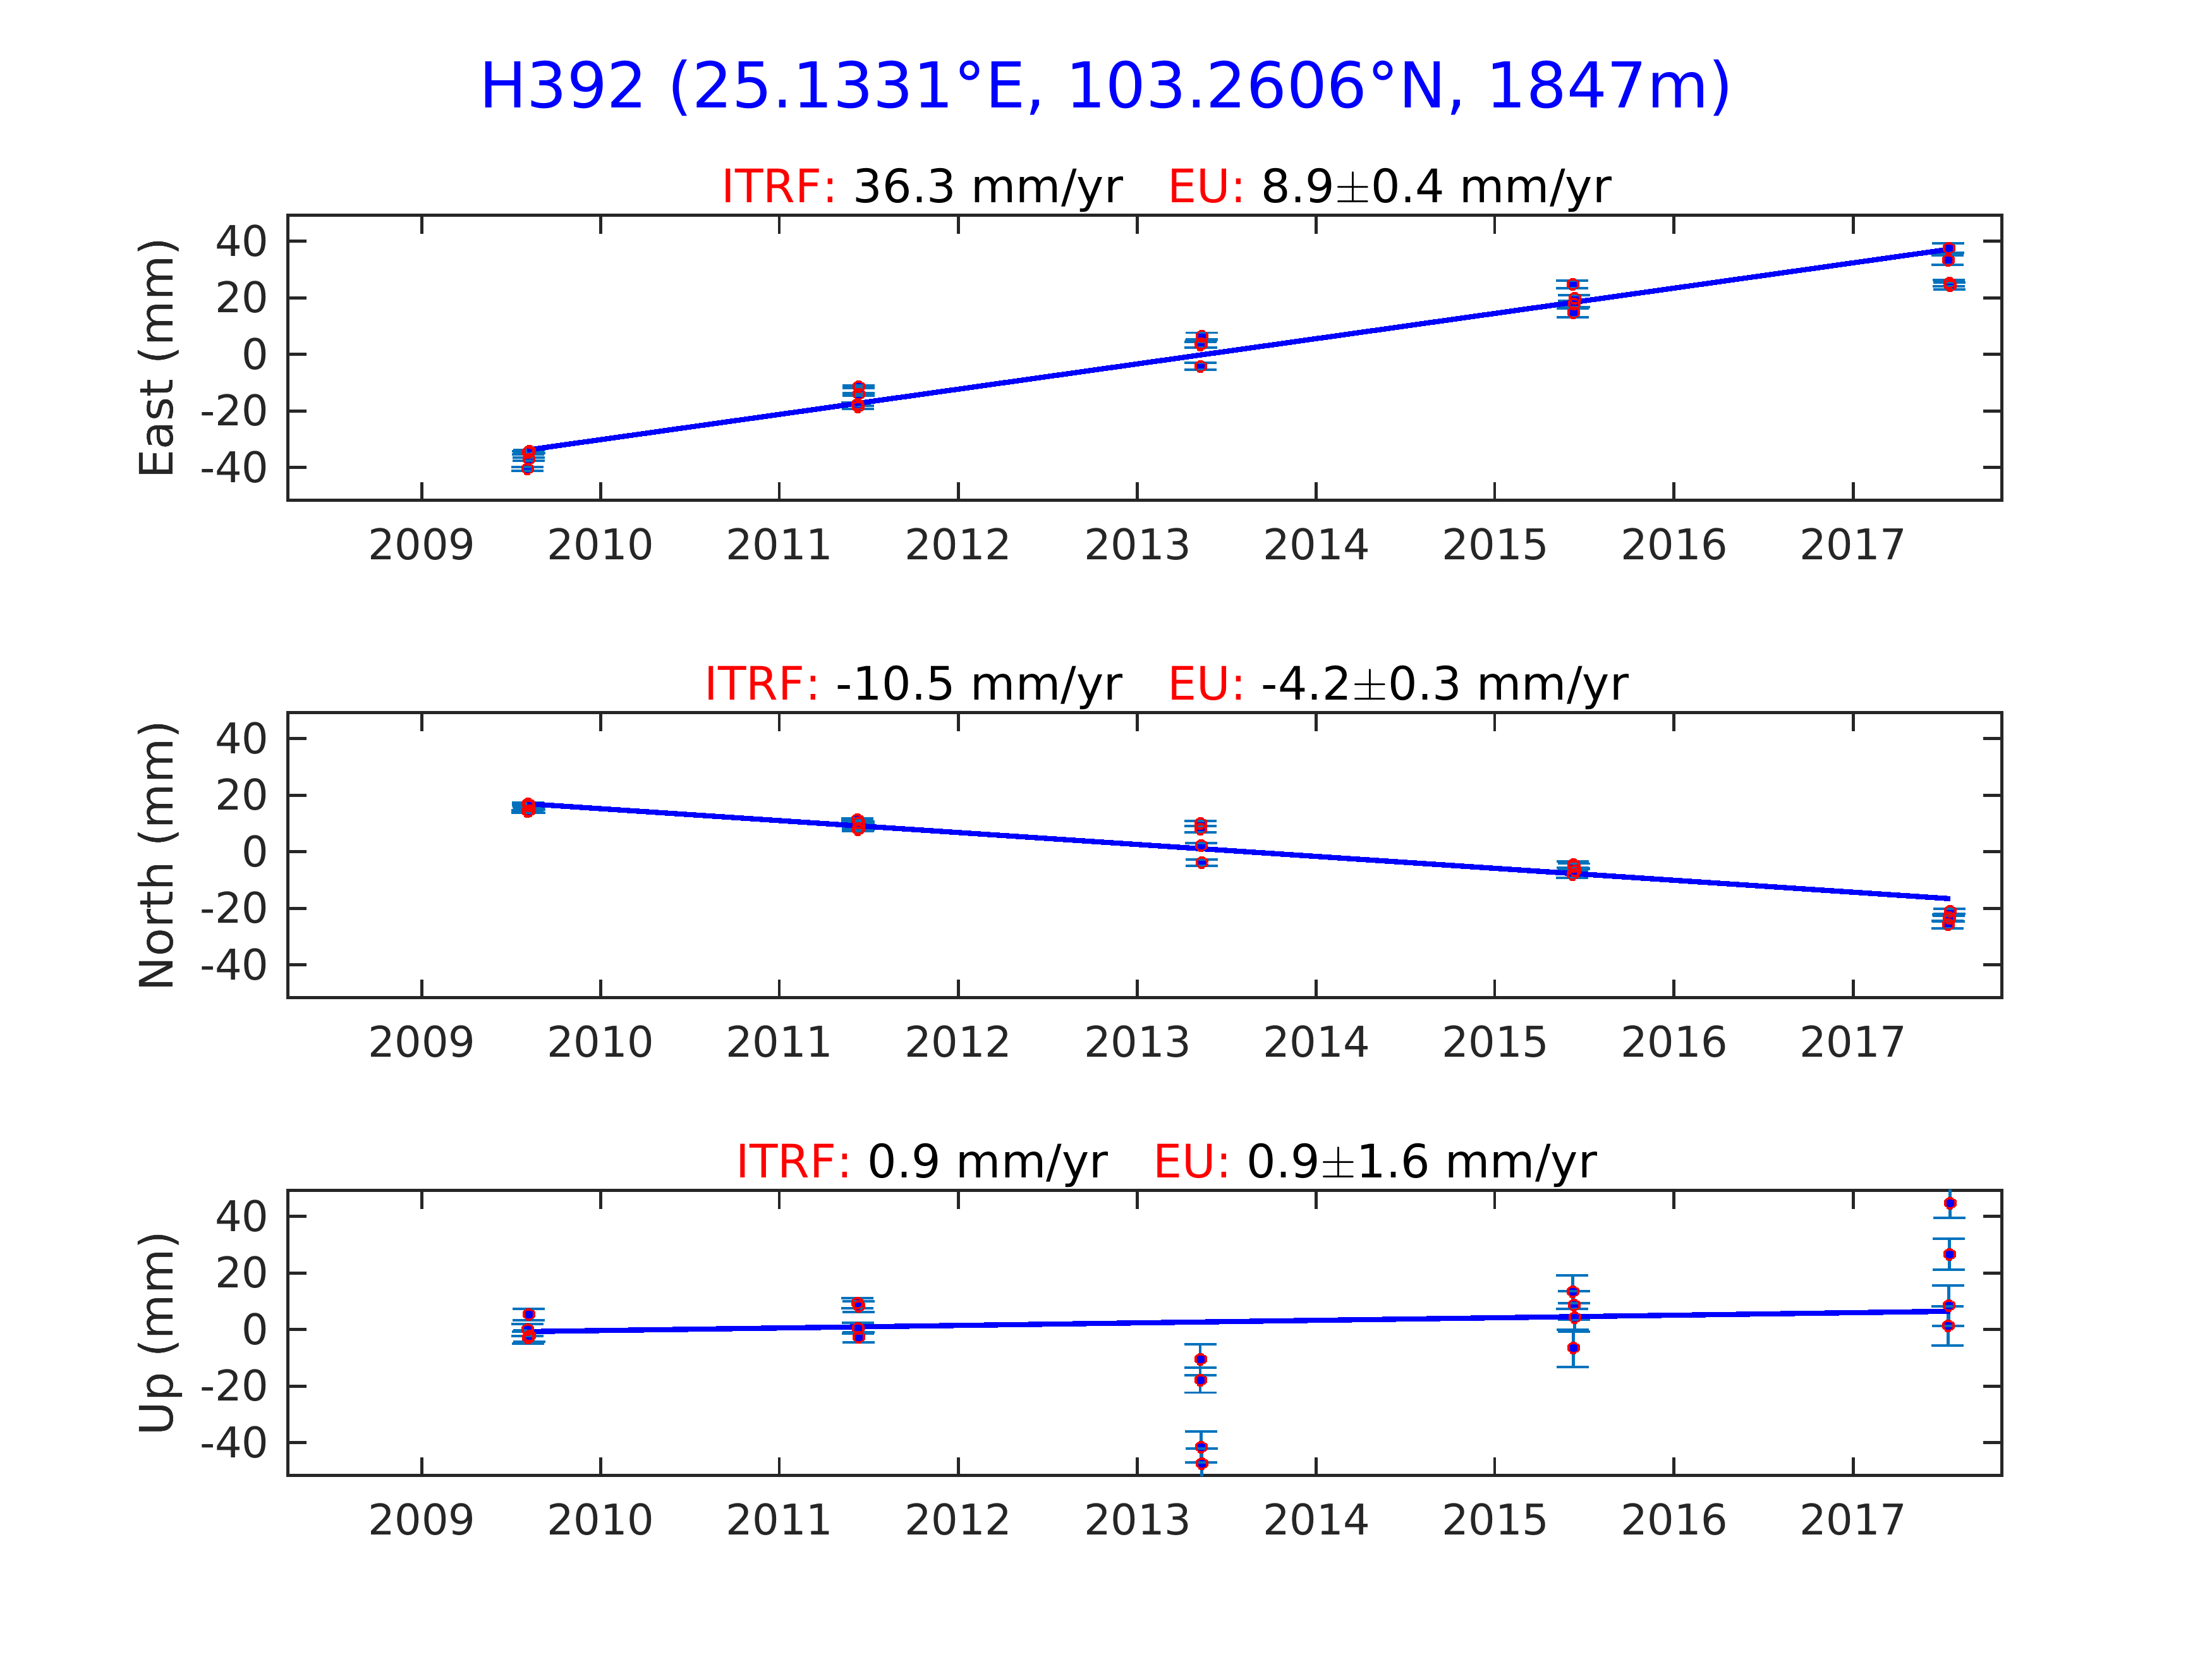 H392 (25.1331°E, 103.2606°N, 1847m)
ITRF: 36.3 mm/yr EU: 8.9±0.4 mm/yr
East (mm)
40
20
0
-20
-40
2009 2010 2011 2012 2013 2014 2015 2016 2017
ITRF: -10.5 mm/yr EU: -4.2±0.3 mm/yr
North (mm)
40
20
0
-20
-40
2009 2010 2011 2012 2013 2014 2015 2016 2017
ITRF: 0.9 mm/yr EU: 0.9±1.6 mm/yr
Up (mm)
40
20
0
-20
-40
2009 2010 2011 2012 2013 2014 2015 2016 2017